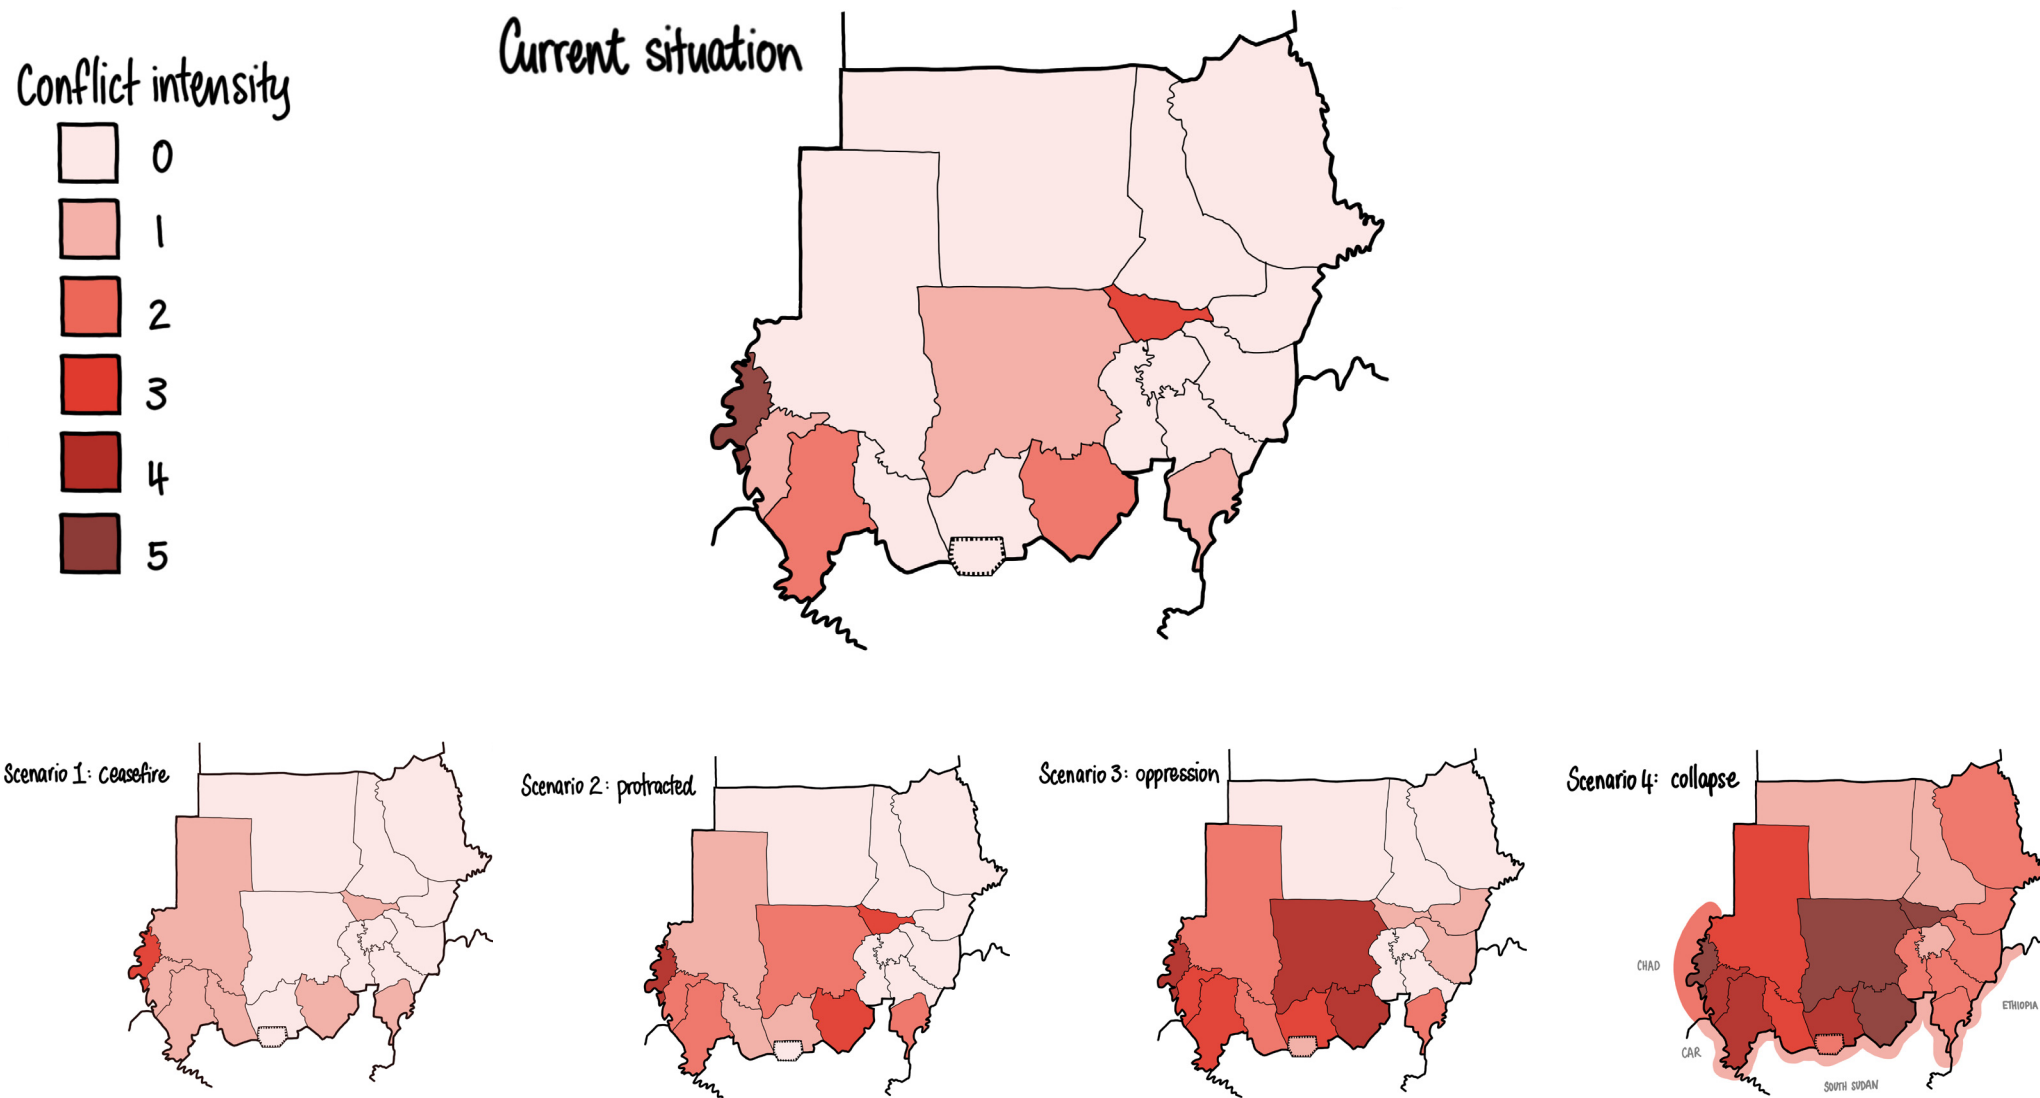 Current situation
Conflict intensity
0
1
2
3
4
5
Scenario 1: ceasefire
Scenario 2: protracted
Scenario 3: oppression
Scenario 4: collapse
CHAD
ETHIOPIA
CAR
SOUTH SUDAN